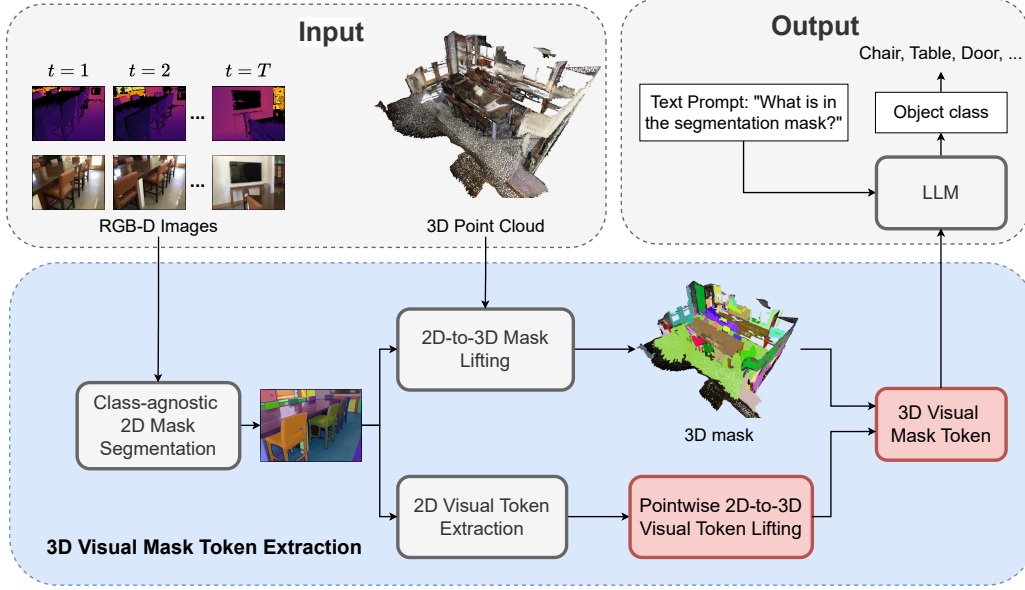 Input
t = 1
t = 2
t = T
...
...
RGB-D Images
3D Point Cloud
Output
Chair, Table, Door, ...
Text Prompt: "What is in
the segmentation mask?"
Object class
LLM
2D-to-3D Mask
Lifting
Class-agnostic
2D Mask
Segmentation
3D mask
3D Visual
Mask Token
2D Visual Token
Extraction
Pointwise 2D-to-3D
Visual Token Lifting
3D Visual Mask Token Extraction